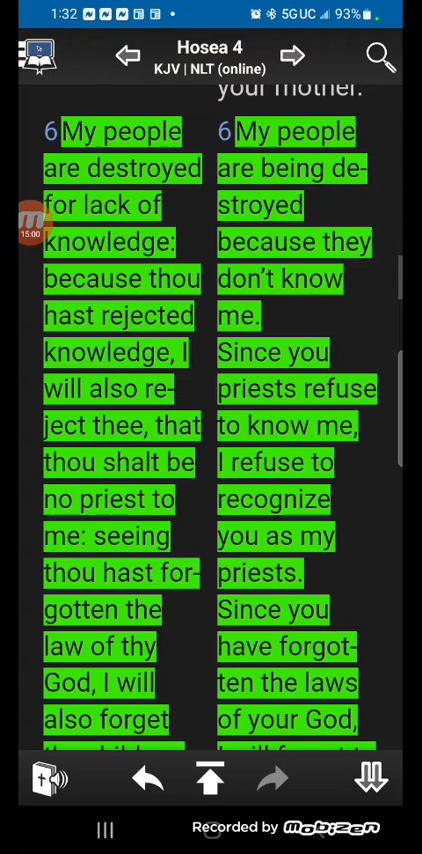 1:32 5G UC 93%
Hosea 4
KJV | NLT (online)
your mother.
6 My people
are destroyed
for lack of
knowledge:
because thou
hast rejected
knowledge, I
will also re-
ject thee, that
thou shalt be
no priest to
me: seeing
thou hast for-
gotten the
law of thy
God, I will
also forget
6 My people
are being de-
stroyed
because they
don’t know
me.
Since you
priests refuse
to know me,
I refuse to
recognize
you as my
priests.
Since you
have forgot-
ten the laws
of your God,
15:00
Recorded by MOBIZEN